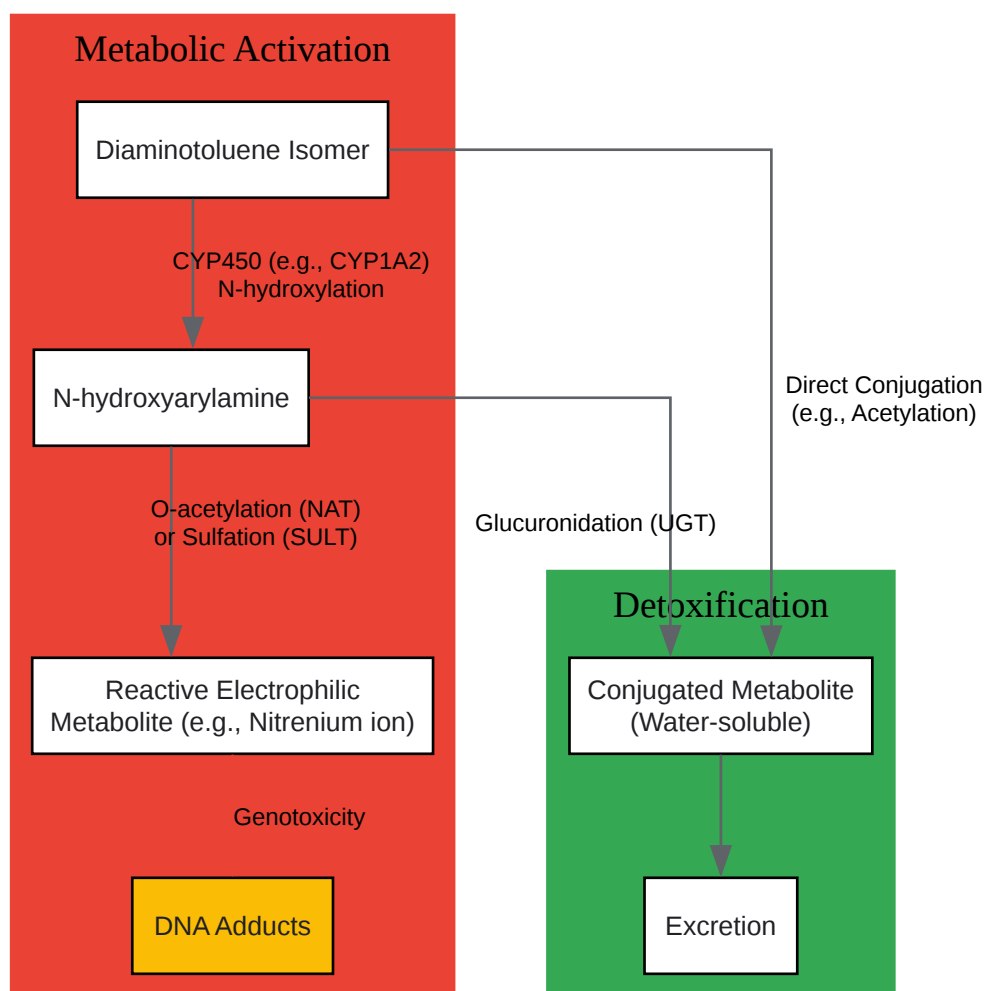 Metabolic Activation
Diaminotoluene Isomer
CYP450 (e.g., CYP1A2)
N-hydroxylation
N-hydroxyarylamine
Direct Conjugation
(e.g., Acetylation)
O-acetylation (NAT)
or Sulfation (SULT)
Glucuronidation (UGT)
Detoxification
Reactive Electrophilic
Metabolite (e.g., Nitrenium ion)
Conjugated Metabolite
(Water-soluble)
Genotoxicity
DNA Adducts
Excretion